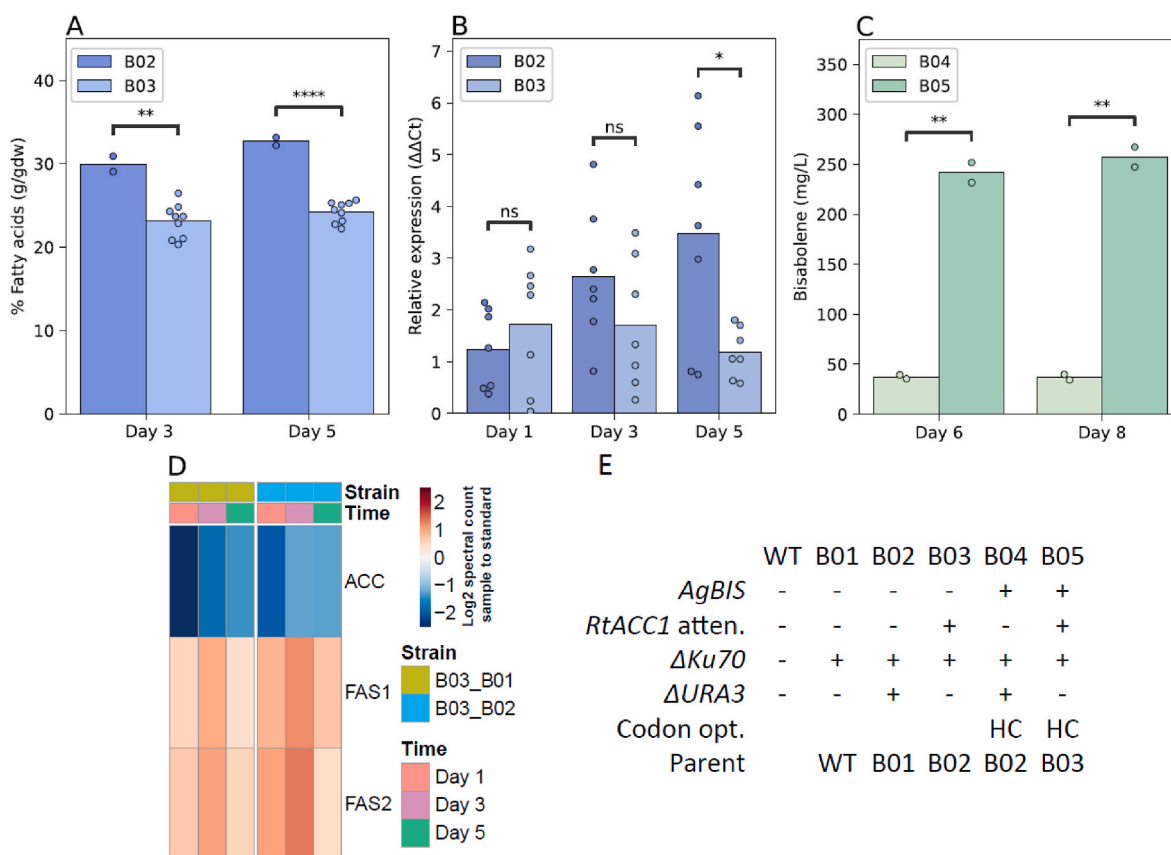 A
B02
B03
**
****
% Fatty acids (g/gdw)
40
30
20
10
0
Day 3
Day 5
B
B02
B03
ns
ns
*
Relative expression (ΔΔCt)
7
6
5
4
3
2
1
0
Day 1
Day 3
Day 5
C
B04
B05
**
**
Bisabolene (mg/L)
350
300
250
200
150
100
50
0
Day 6
Day 8
D
Strain
Time
ACC
FAS1
FAS2
2
1
0
−1
−2
Log2 spectral count
sample to standard
Strain
B03_B01
B03_B02
Time
Day 1
Day 3
Day 5
E
WT B01 B02 B03 B04 B05
AgBIS - - - - + +
RtACC1 atten. - - - + - +
ΔKu70 - + + + + +
ΔURA3 - - + - + -
Codon opt. HC HC
Parent WT B01 B02 B02 B03